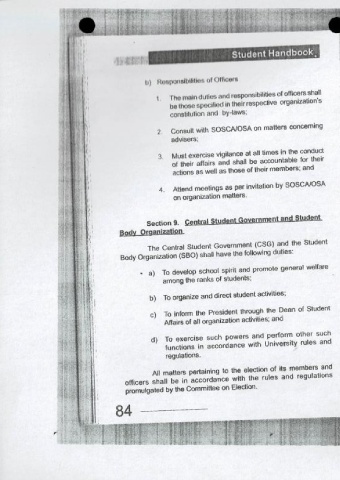 Student Handbook
b) Responsibilities of Officers
1. The main duties and responsibilities of officers shall
be those specified in their respective organization's
constitution and by-laws;
2. Consult with SOSCA/OSA on matters concerning
advisers;
3. Must exercise vigilance at all times in the conduct
of their affairs and shall be accountable for their
actions as well as those of their members; and
4. Attend meetings as per invitation by SOSCA/OSA
on organization matters.
Section 9. Central Student Government and Student
Body Organization
The Central Student Government (CSG) and the Student
Body Organization (SBO) shall have the following duties:
a) To develop school spirit and promote general welfare
among the ranks of students;
b) To organize and direct student activities;
c) To inform the President through the Dean of Student
Affairs of all organization activities; and
d) To exercise such powers and perform other such
functions in accordance with University rules and
regulations.
All matters pertaining to the election of its members and
officers shall be in accordance with the rules and regulations
promulgated by the Committee on Election.
84